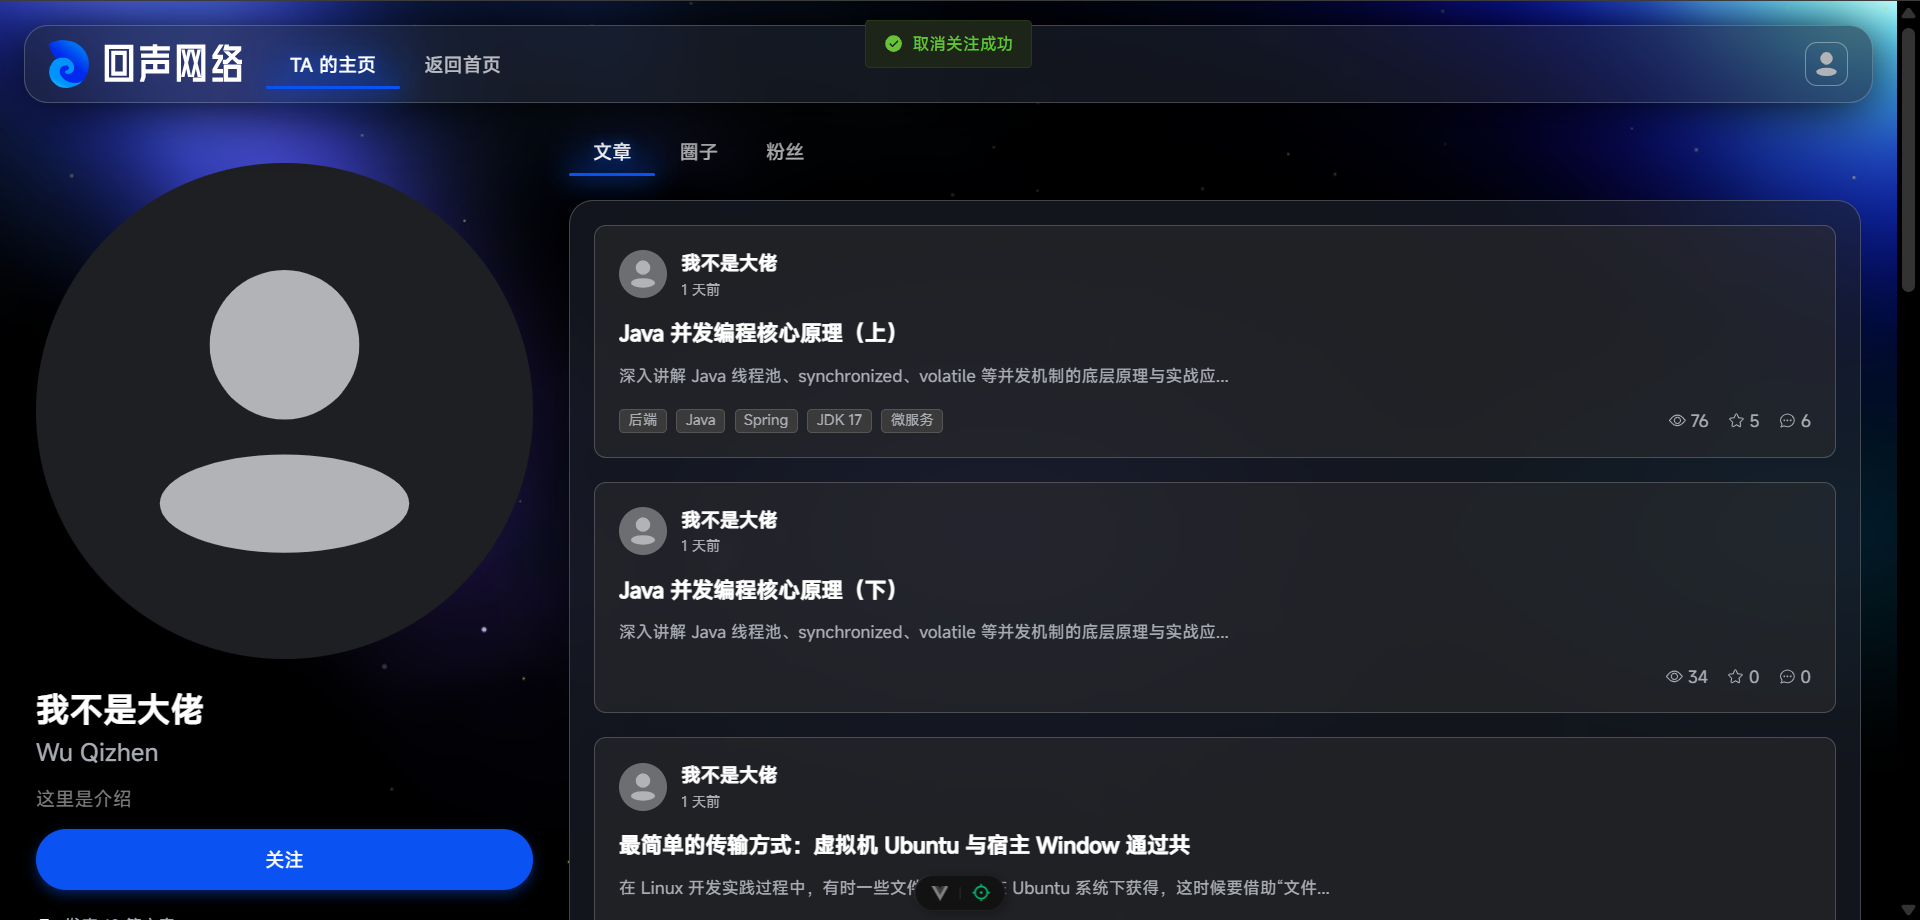 回声网络
TA 的主页
返回首页
取消关注成功
文章
圈子
粉丝
我不是大佬
Wu Qizhen
这里是介绍
关注
我不是大佬
1 天前
Java 并发编程核心原理（上）
深入讲解 Java 线程池、synchronized、volatile 等并发机制的底层原理与实战应...
后端 Java Spring JDK 17 微服务
76 5 6
我不是大佬
1 天前
Java 并发编程核心原理（下）
深入讲解 Java 线程池、synchronized、volatile 等并发机制的底层原理与实战应...
34 0 0
我不是大佬
1 天前
最简单的传输方式：虚拟机 Ubuntu 与宿主 Window 通过共
在 Linux 开发实践过程中，有时一些文件 Ubuntu 系统下获得，这时候要借助“文件...